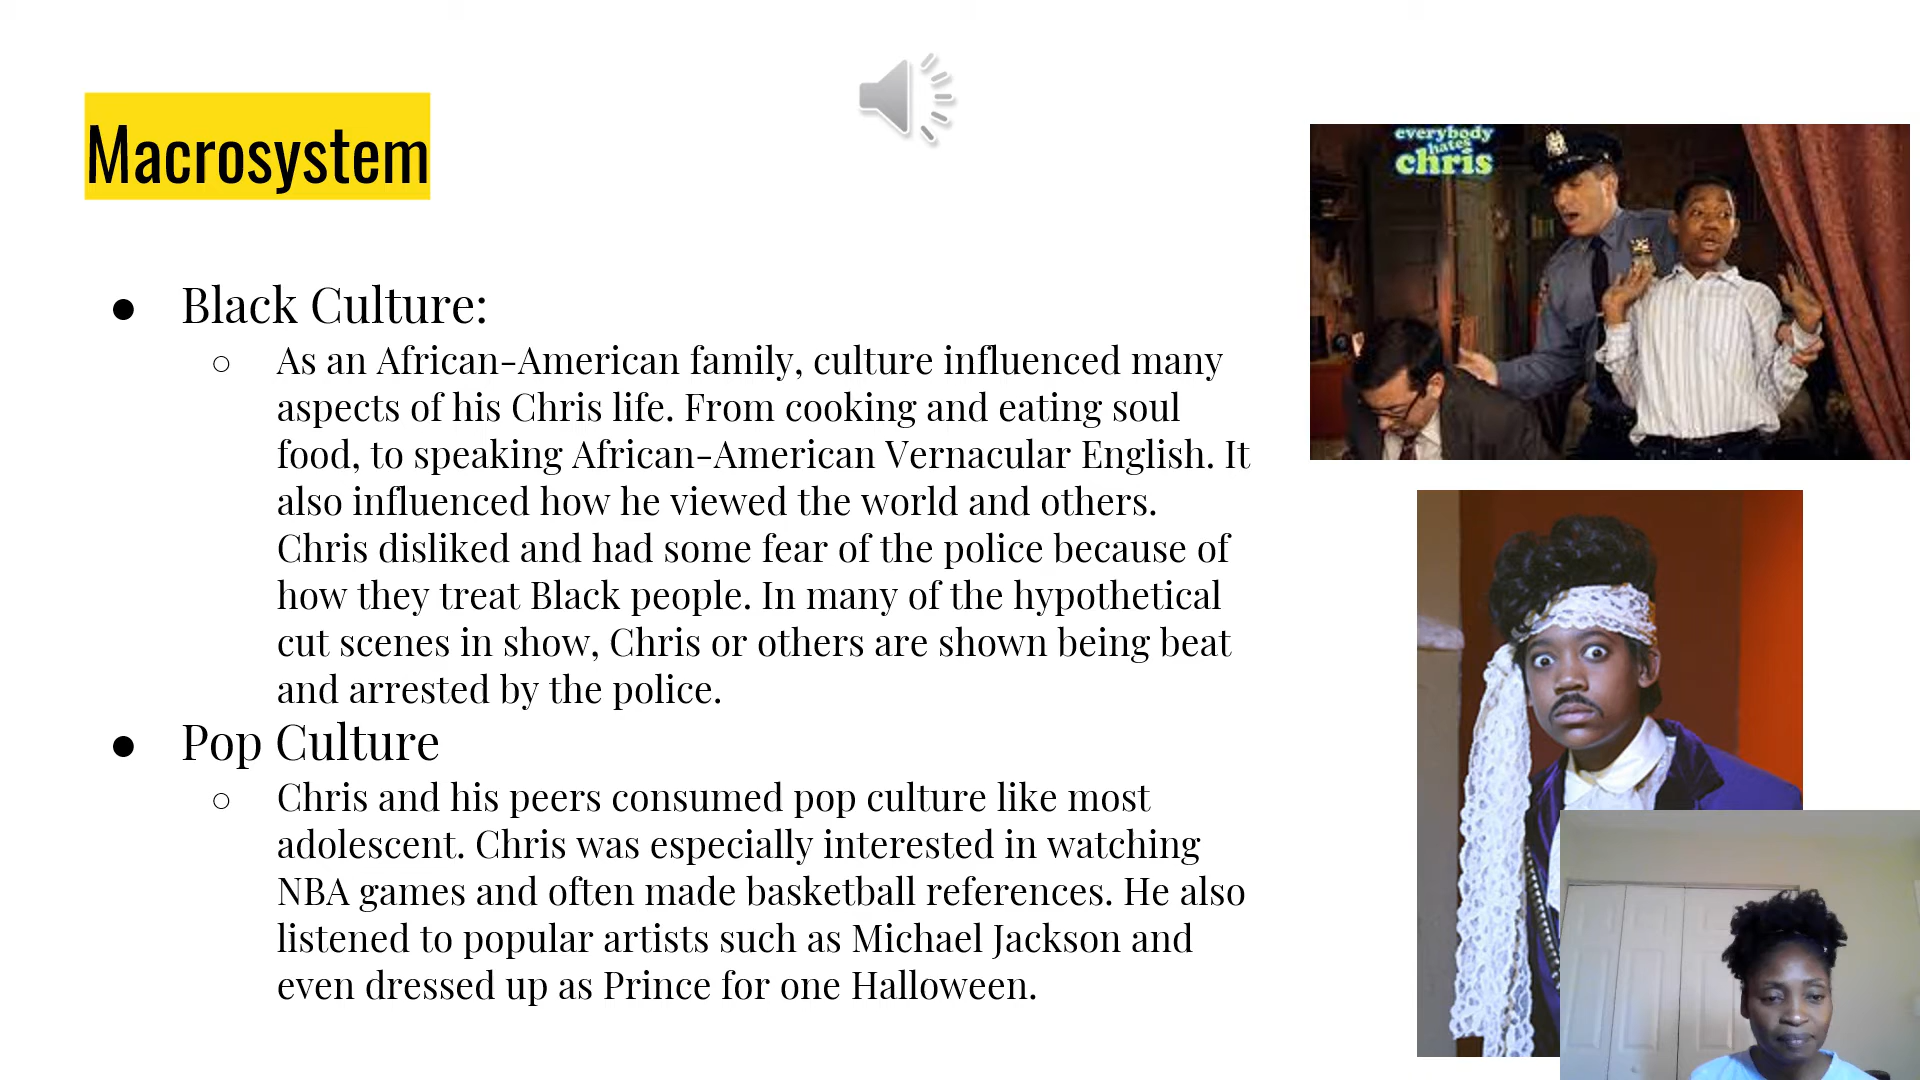 Macrosystem
● Black Culture:
○ As an African-American family, culture influenced many
aspects of his Chris life. From cooking and eating soul
food, to speaking African-American Vernacular English. It
also influenced how he viewed the world and others.
Chris disliked and had some fear of the police because of
how they treat Black people. In many of the hypothetical
cut scenes in show, Chris or others are shown being beat
and arrested by the police.
● Pop Culture
○ Chris and his peers consumed pop culture like most
adolescent. Chris was especially interested in watching
NBA games and often made basketball references. He also
listened to popular artists such as Michael Jackson and
even dressed up as Prince for one Halloween.
everybody
hates
chris